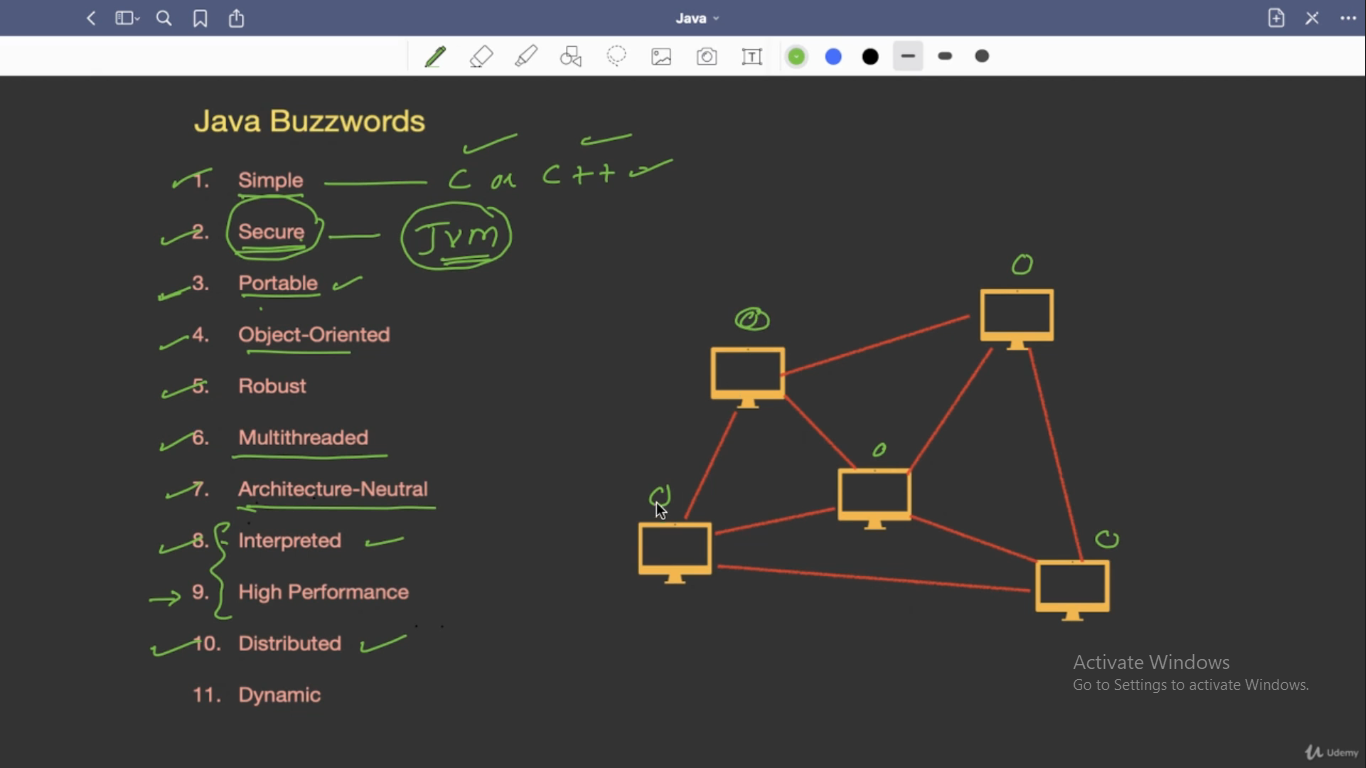 Java
Java Buzzwords
1. Simple C or C++
2. Secure JVM
3. Portable
4. Object-Oriented
5. Robust
6. Multithreaded
7. Architecture-Neutral
8. Interpreted
9. High Performance
10. Distributed
11. Dynamic
Activate Windows
Go to Settings to activate Windows.
Udemy